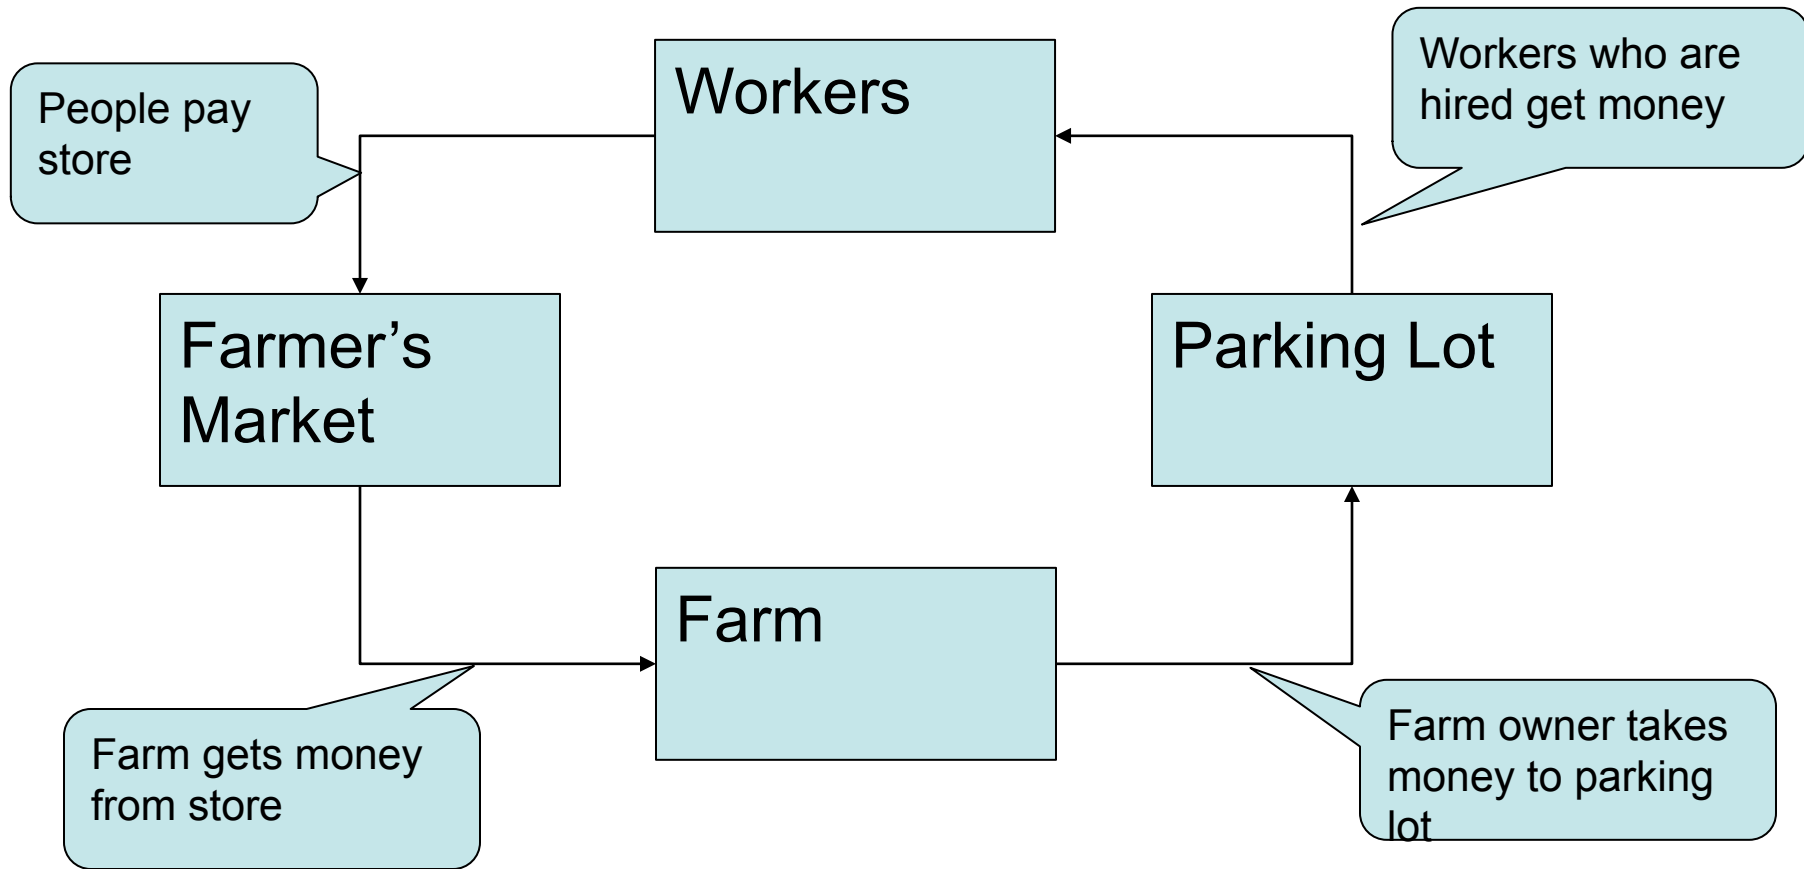 People pay
store
Workers
Workers who are
hired get money
Farmer’s
Market
Parking Lot
Farm
Farm gets money
from store
Farm owner takes
money to parking
lot